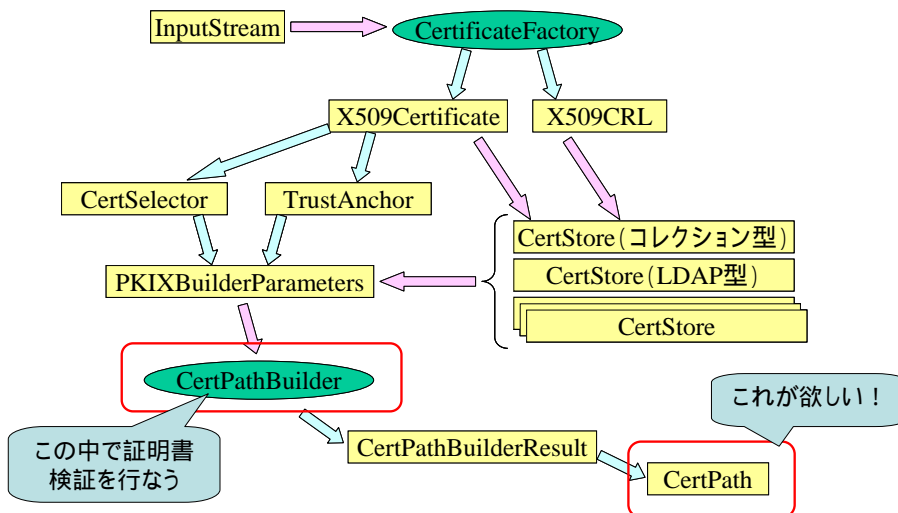 InputStream
CertificateFactory
X509Certificate
X509CRL
CertSelector
TrustAnchor
CertStore(コレクション型)
CertStore(LDAP型)
CertStore
PKIXBuilderParameters
CertPathBuilder
これが欲しい!
この中で証明書
検証を行なう
CertPathBuilderResult
CertPath